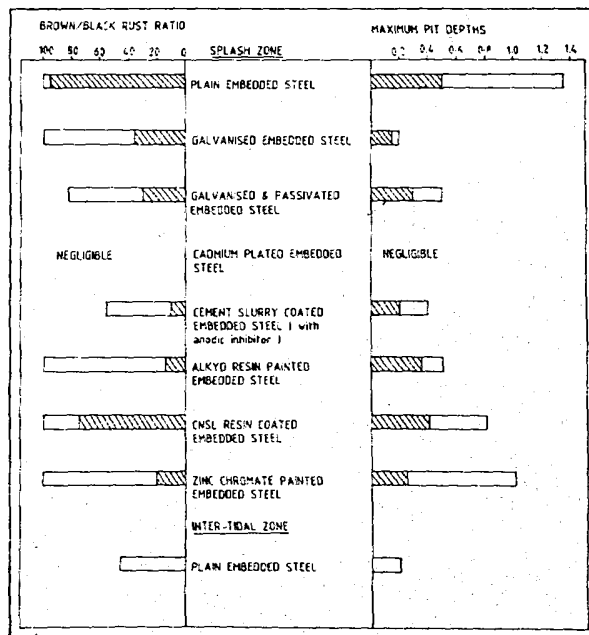 BROWN/BLACK RUST RATIO
MAXIMUM PIT DEPTHS
100 80 60 40 20 0
SPLASH ZONE
0.2 0.4 0.6 0.8 1.0 1.2 1.4
PLAIN EMBEDDED STEEL
GALVANISED EMBEDDED STEEL
GALVANISED & PASSIVATED
EMBEDDED STEEL
NEGLIGIBLE
CADMIUM PLATED EMBEDDED
STEEL
NEGLIGIBLE
CEMENT SLURRY COATED
EMBEDDED STEEL ( with
anodic inhibitor )
ALKYD RESIN PAINTED
EMBEDDED STEEL
CNSL RESIN COATED
EMBEDDED STEEL
ZINC CHROMATE PAINTED
EMBEDDED STEEL
INTER-TIDAL ZONE
PLAIN EMBEDDED STEEL